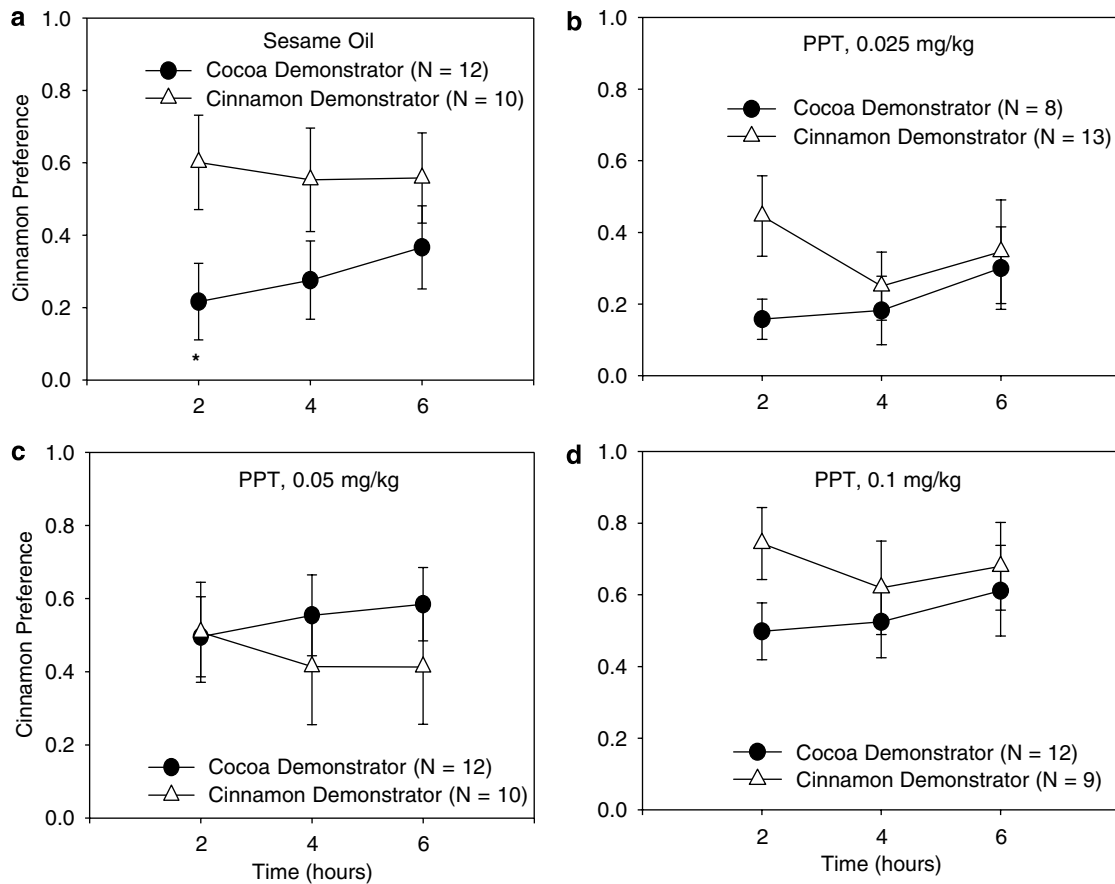 a
Sesame Oil
Cocoa Demonstrator (N = 12)
Cinnamon Demonstrator (N = 10)
Cinnamon Preference
1.0
0.8
0.6
0.4
0.2
0.0
*
2 4 6
b
PPT, 0.025 mg/kg
Cocoa Demonstrator (N = 8)
Cinnamon Demonstrator (N = 13)
1.0
0.8
0.6
0.4
0.2
0.0
2 4 6
c
PPT, 0.05 mg/kg
Cinnamon Preference
1.0
0.8
0.6
0.4
0.2
0.0
Cocoa Demonstrator (N = 12)
Cinnamon Demonstrator (N = 10)
2 4 6
Time (hours)
d
PPT, 0.1 mg/kg
1.0
0.8
0.6
0.4
0.2
0.0
Cocoa Demonstrator (N = 12)
Cinnamon Demonstrator (N = 9)
2 4 6
Time (hours)